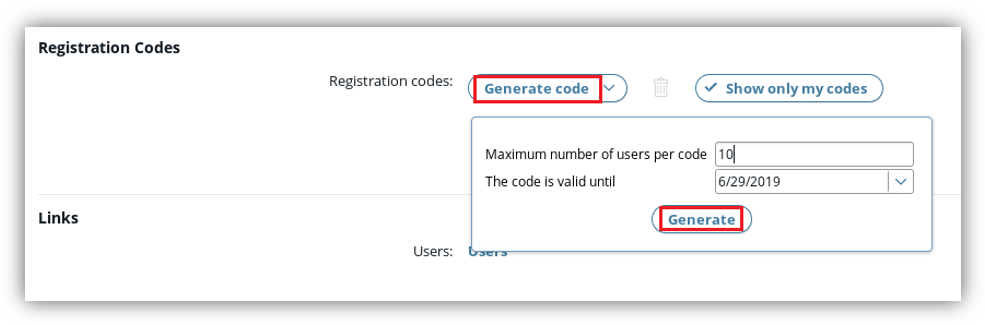 Registration Codes
Registration codes: Generate code Show only my codes
Maximum number of users per code 10
The code is valid until 6/29/2019
Generate
Links
Users: Users